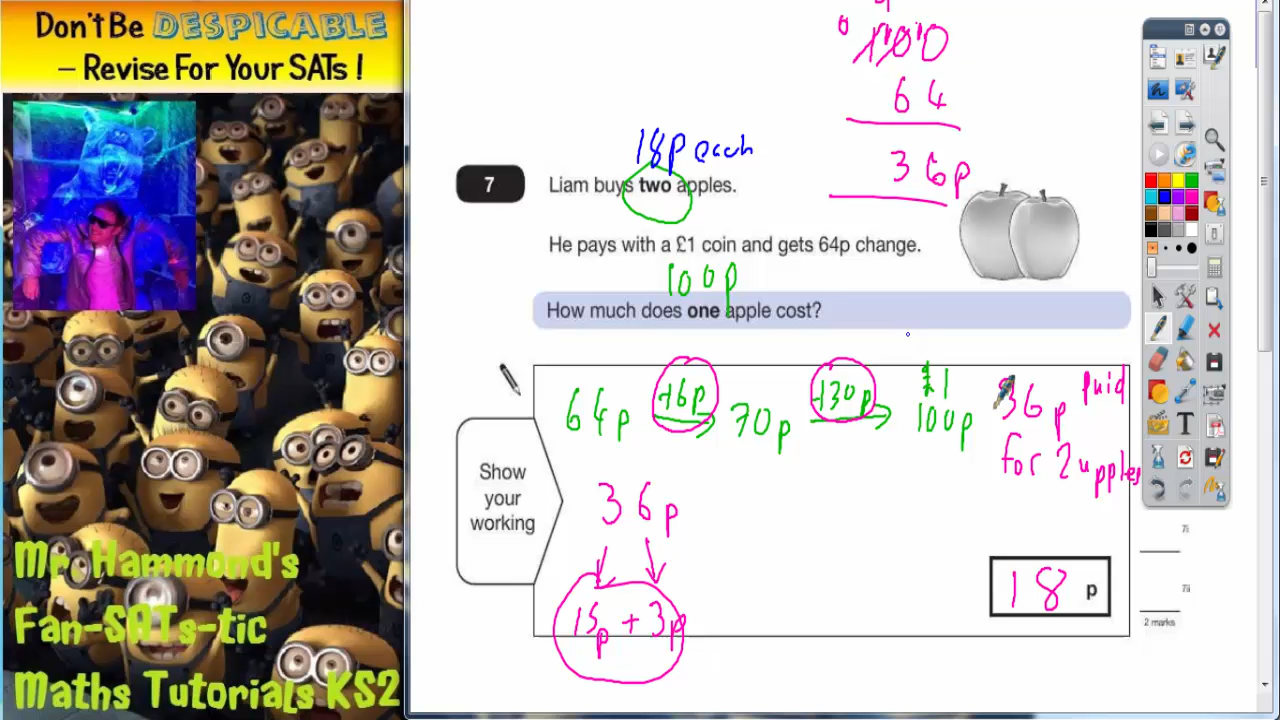 Don't Be DESPICABLE
– Revise For Your SATs !
100
64
36p
18p each
7
Liam buys two apples.
He pays with a £1 coin and gets 64p change.
100p
How much does one apple cost?
64p +6p 70p +30p £1 100p
36p paid
for 2 apples
Show
your
working
36p
15p + 3p
18 p
7i
7ii
2 marks
Mr Hammond's
Fan-SATs-tic
Maths Tutorials KS2